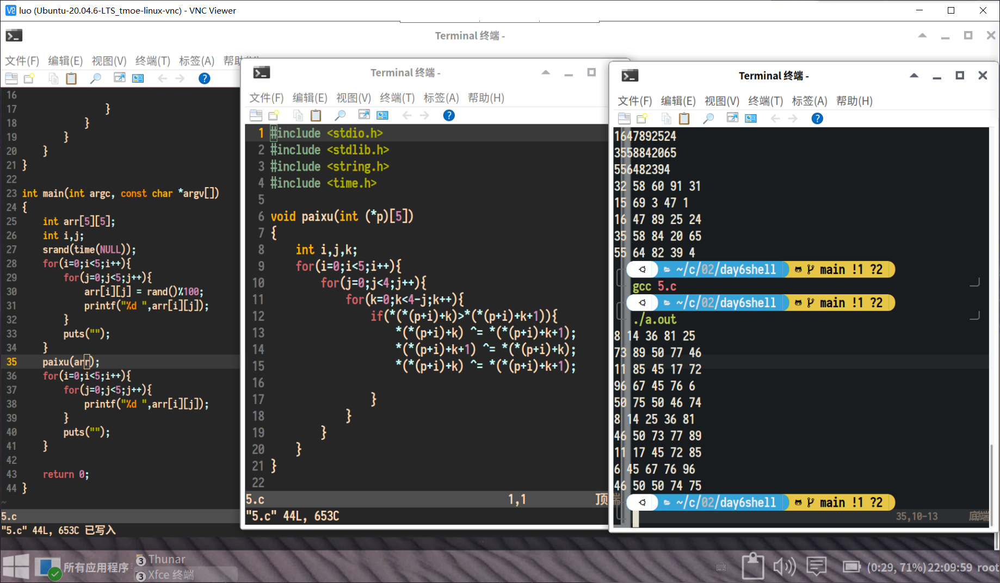 luo (Ubuntu-20.04.6-LTS_tmoe-linux-vnc) - VNC Viewer
Terminal 终端 -
文件(F) 编辑(E) 视图(V) 终端(T) 标签(A) 帮助
16
17 }
18 }
19 }
20 }
21 }
22
23 int main(int argc, const char *argv[])
24 {
25 int arr[5][5];
26 int i,j;
27 srand(time(NULL));
28 for(i=0;i<5;i++){
29 for(j=0;j<5;j++){
30 arr[i][j] = rand()%100;
31 printf("%d ",arr[i][j]);
32 }
33 puts("");
34 }
35 paixu(arr);
36 for(i=0;i<5;i++){
37 for(j=0;j<5;j++){
38 printf("%d ",arr[i][j]);
39 }
40 puts("");
41 }
42
43 return 0;
44 }
~
5.c
"5.c" 44L, 653C 已写入
Terminal 终端 -
文件(F) 编辑(E) 视图(V) 终端(T) 标签(A) 帮助(H)
1 #include <stdio.h>
2 #include <stdlib.h>
3 #include <string.h>
4 #include <time.h>
5
6 void paixu(int (*p)[5])
7 {
8 int i,j,k;
9 for(i=0;i<5;i++){
10 for(j=0;j<4;j++){
11 for(k=0;k<4-j;k++){
12 if(*(*(p+i)+k)>*(*(p+i)+k+1)){
13 *(*(p+i)+k) ^= *(*(p+i)+k+1);
14 *(*(p+i)+k+1) ^= *(*(p+i)+k);
15 *(*(p+i)+k) ^= *(*(p+i)+k+1);
16
17 }
18 }
19 }
20 }
21 }
22
5.c 1,1 顶端
"5.c" 44L, 653C
Terminal 终端 -
文件(F) 编辑(E) 视图(V) 终端(T) 标签(A) 帮助(H)
1647892524
3558842065
556482394
32 58 60 91 31
15 69 3 47 1
16 47 89 25 24
35 58 84 20 65
55 64 82 39 4
~/c/02/day6shell main !1 ?2
gcc 5.c
~/c/02/day6shell main !1 ?2
./a.out
8 14 36 81 25
73 89 50 77 46
11 85 45 17 72
96 67 45 76 6
50 75 50 46 74
8 14 25 36 81
46 50 73 77 89
11 17 45 72 85
6 45 67 76 96
46 50 50 74 75
~/c/02/day6shell main !1 ?2
35,10-13 底端
所有应用程序
3 Thunar
3 Xfce 终端
(0:29, 71%) 22:09:59 root